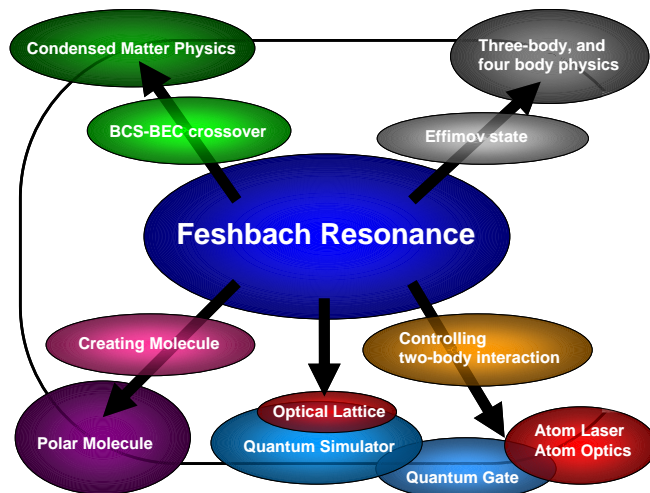 Condensed Matter Physics
Three-body, and
four body physics
BCS-BEC crossover
Effimov state
Feshbach Resonance
Creating Molecule
Controlling
two-body interaction
Optical Lattice
Polar Molecule
Quantum Simulator
Atom Laser
Atom Optics
Quantum Gate